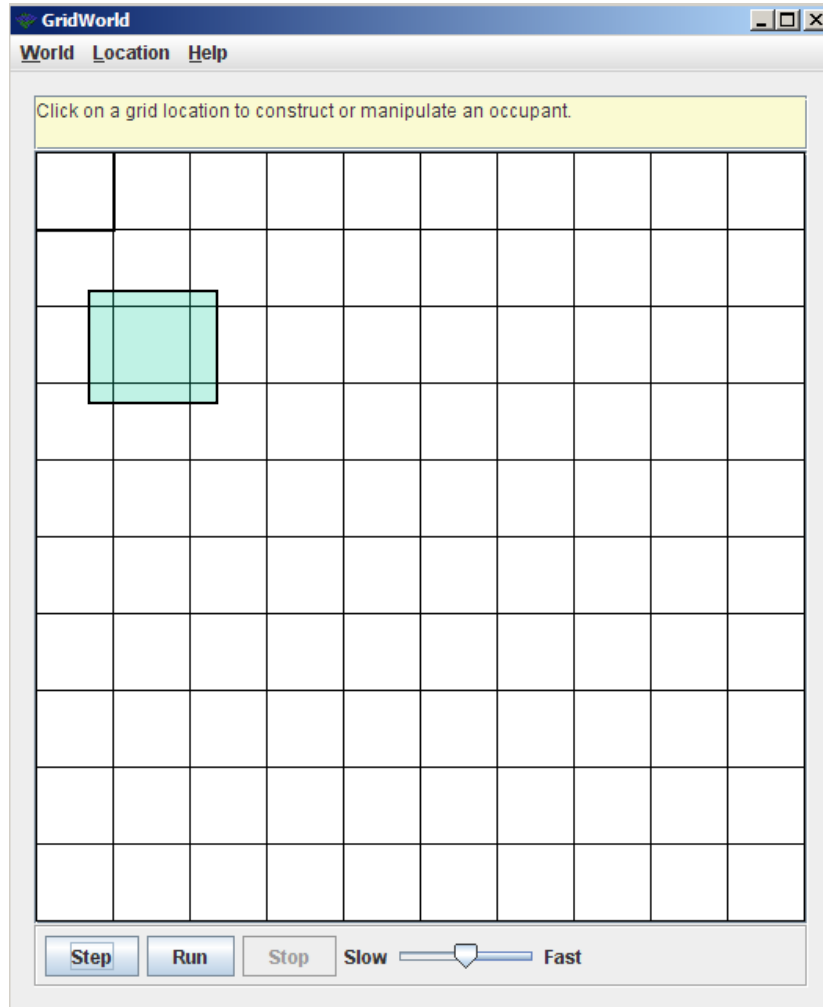 GridWorld
World Location Help
Click on a grid location to construct or manipulate an occupant.
Step Run Stop Slow Fast